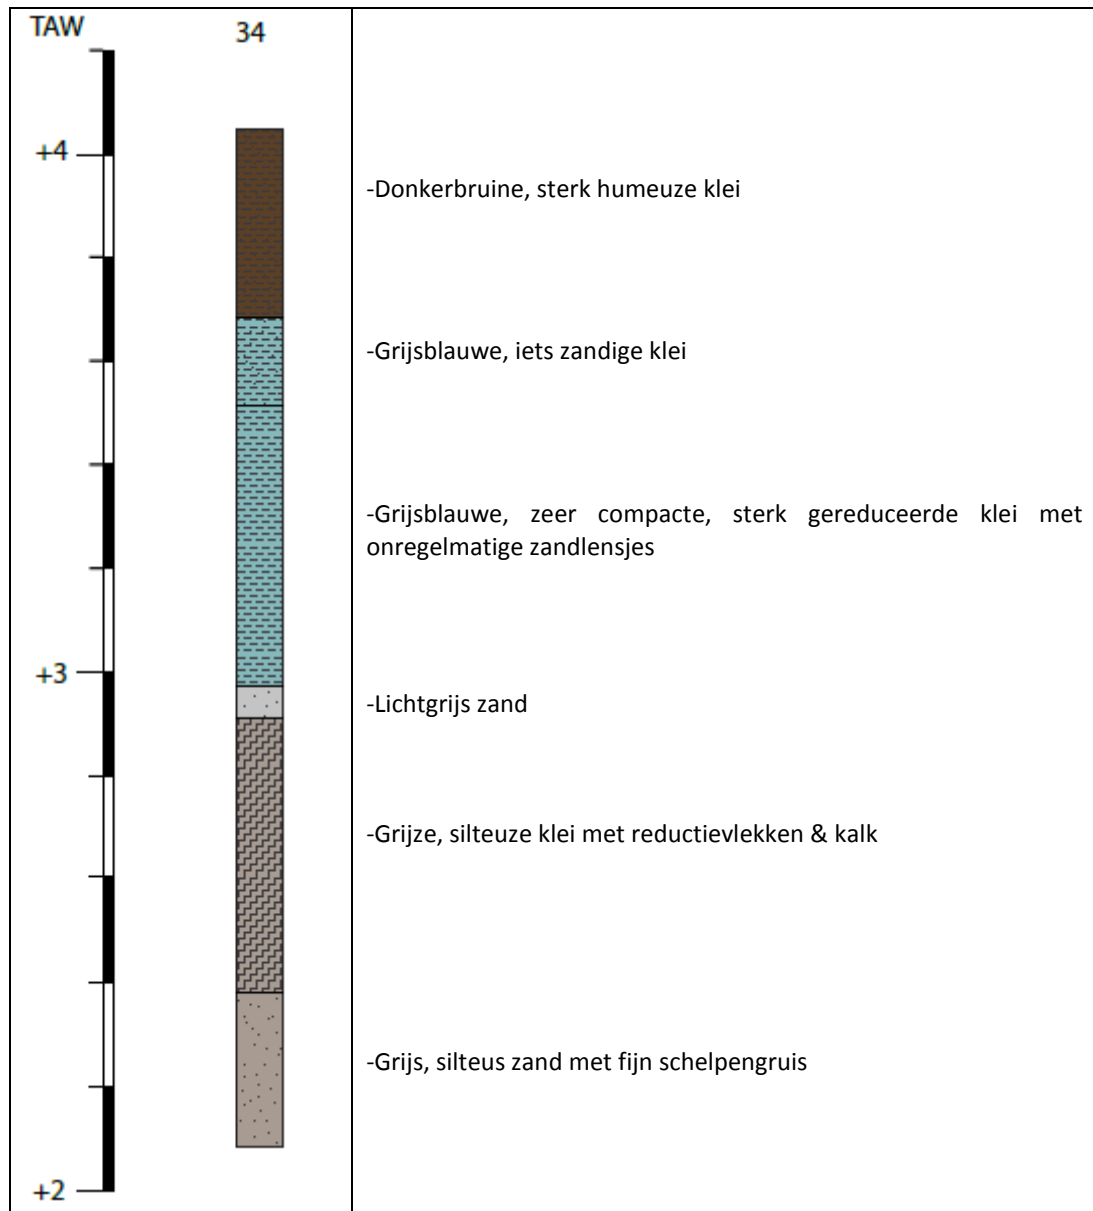 TAW
34
+4
-Donkerbruine, sterk humeuze klei
-Grijsblauwe, iets zandige klei
-Grijsblauwe, zeer compacte, sterk gereduceerde klei met
onregelmatige zandlensjes
+3
-Lichtgrijs zand
-Grijze, silteuze klei met reductievlekken & kalk
-Grijs, silteus zand met fijn schelpengruis
+2